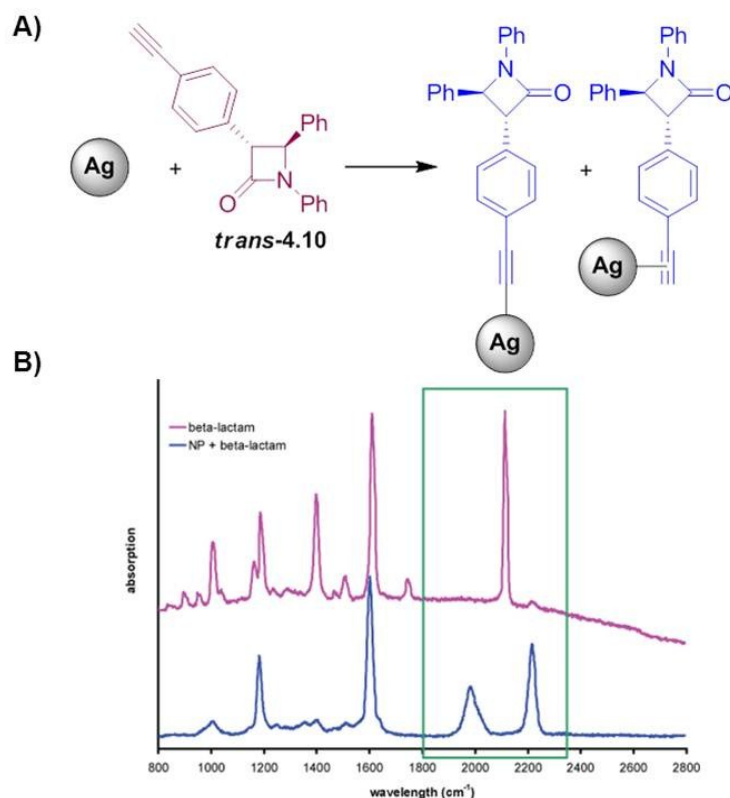 A)
Ph
Ph
N
O
Ph
Ph
N
O
Ph
Ag
+
O
N
Ph
trans-4.10
+
Ag
Ag
B)
beta-lactam
NP + beta-lactam
absorption
800 1000 1200 1400 1600 1800 2000 2200 2400 2600 2800
wavelength (cm⁻¹)